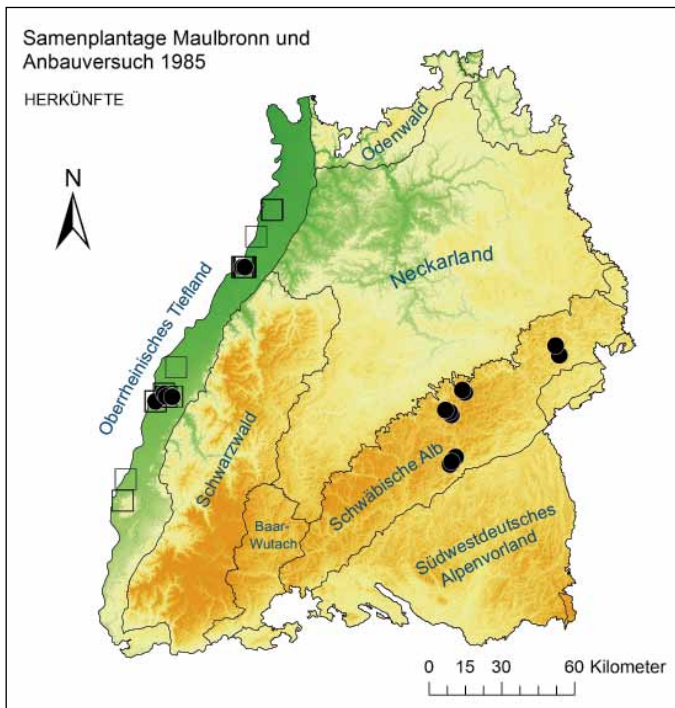 Samenplantage Maulbronn und
Anbauversuch 1985
HERKÜNFTE
N
Odenwald
Neckarland
Oberrheinisches Tiefland
Schwarzwald
Schwäbische Alb
Baar-
Wutach
Südwestdeutsches
Alpenvorland
0 15 30 60 Kilometer